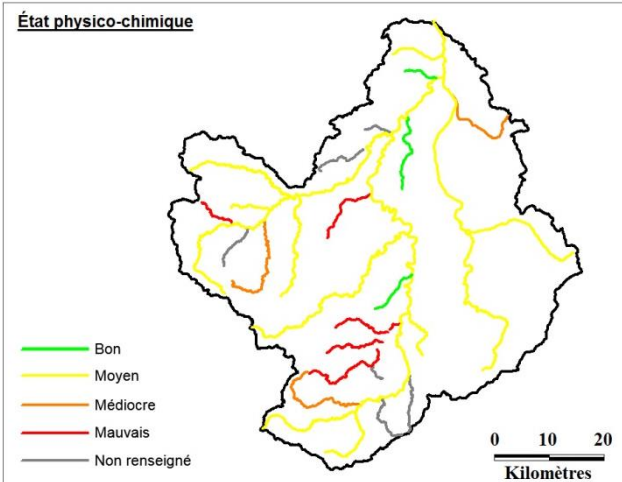 État physico-chimique
Bon
Moyen
Médiocre
Mauvais
Non renseigné
0 10 20
Kilomètres